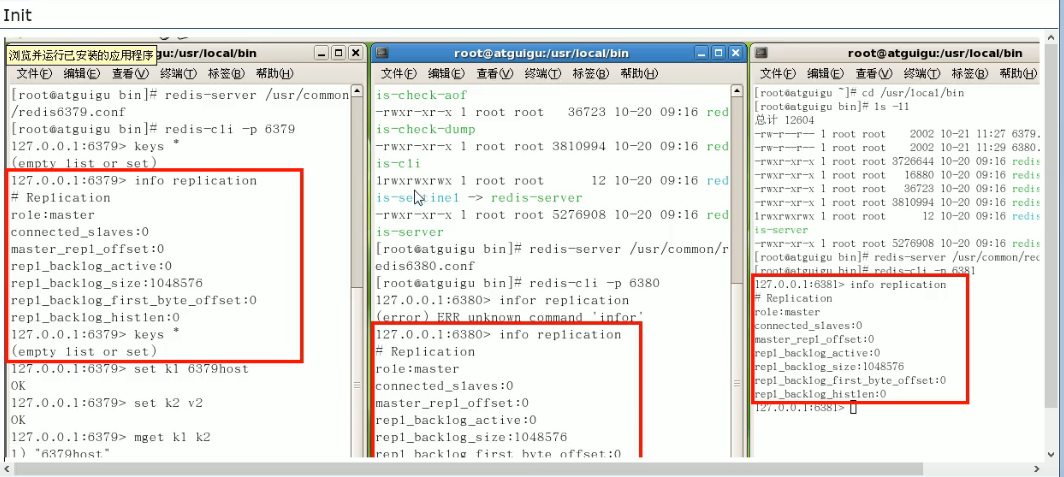 Init
浏览并运行已安装的应用程序
guigu:/usr/local/bin
文件(F) 编辑(E) 查看(V) 终端(T) 标签(B) 帮助(H)
[root@atguigu bin]# redis-server /usr/common
/redis6379.conf
[root@atguigu bin]# redis-cli -p 6379
127.0.0.1:6379> keys *
(empty list or set)
127.0.0.1:6379> info replication
# Replication
role:master
connected_slaves:0
master_repl_offset:0
repl_backlog_active:0
repl_backlog_size:1048576
repl_backlog_first_byte_offset:0
repl_backlog_histlen:0
127.0.0.1:6379> keys *
(empty list or set)
127.0.0.1:6379> set k1 6379host
OK
127.0.0.1:6379> set k2 v2
OK
127.0.0.1:6379> mget k1 k2
1) "6379host"
root@atguigu:/usr/local/bin
文件(F) 编辑(E) 查看(V) 终端(T) 标签(B) 帮助(H)
is-check-aof
-rwxr-xr-x 1 root root 36723 10-20 09:16 red
is-check-dump
-rwxr-xr-x 1 root root 3810994 10-20 09:16 red
is-cli
lrwxrwxrwx 1 root root 12 10-20 09:16 red
is-sentinel -> redis-server
-rwxr-xr-x 1 root root 5276908 10-20 09:16 red
is-server
[root@atguigu bin]# redis-server /usr/common/r
edis6380.conf
[root@atguigu bin]# redis-cli -p 6380
127.0.0.1:6380> infor replication
(error) ERR unknown command 'infor'
127.0.0.1:6380> info replication
# Replication
role:master
connected_slaves:0
master_repl_offset:0
repl_backlog_active:0
repl_backlog_size:1048576
repl_backlog_first_byte_offset:0
root@atguigu:/usr/local/bin
文件(F) 编辑(E) 查看(V) 终端(T) 标签(B) 帮助(H)
[root@atguigu ~]# cd /usr/local/bin
[root@atguigu bin]# ls -ll
总计 12604
-rw-r--r-- 1 root root 2002 10-21 11:27 6379.
-rw-r--r-- 1 root root 2002 10-21 11:29 6380.
-rwxr-xr-x 1 root root 3726644 10-20 09:16 redis
-rwxr-xr-x 1 root root 16880 10-20 09:16 redis
-rwxr-xr-x 1 root root 36723 10-20 09:16 redis
-rwxr-xr-x 1 root root 3810994 10-20 09:16 redis
lrwxrwxrwx 1 root root 12 10-20 09:16 redis
is-server
-rwxr-xr-x 1 root root 5276908 10-20 09:16 redis
[root@atguigu bin]# redis-server /usr/common/red
[root@atguigu bin]# redis-cli -p 6381
127.0.0.1:6381> info replication
# Replication
role:master
connected_slaves:0
master_repl_offset:0
repl_backlog_active:0
repl_backlog_size:1048576
repl_backlog_first_byte_offset:0
repl_backlog_histlen:0
127.0.0.1:6381>